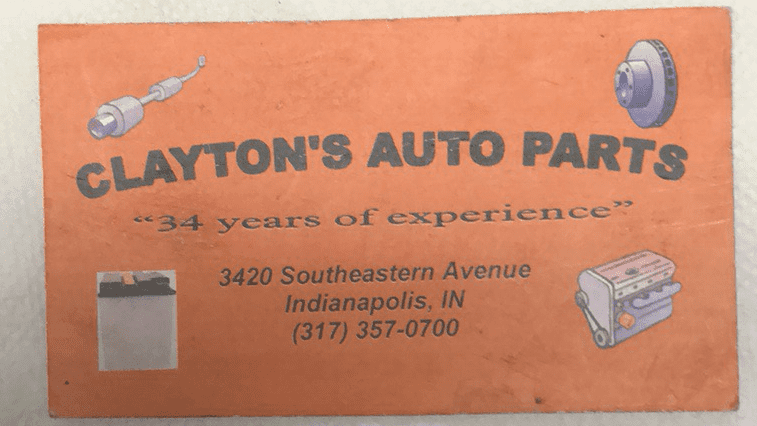 CLAYTON'S AUTO PARTS
“34 years of experience”
3420 Southeastern Avenue
Indianapolis, IN
(317) 357-0700